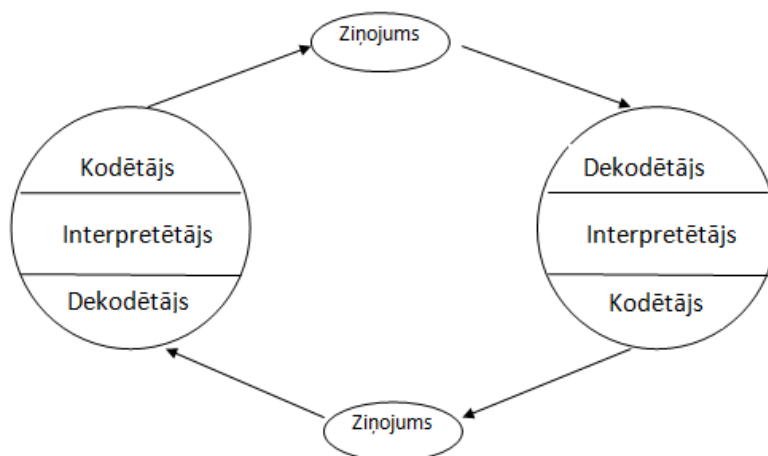 Ziņojums
Kodētājs
Interpretētājs
Dekodētājs
Dekodētājs
Interpretētājs
Kodētājs
Ziņojums